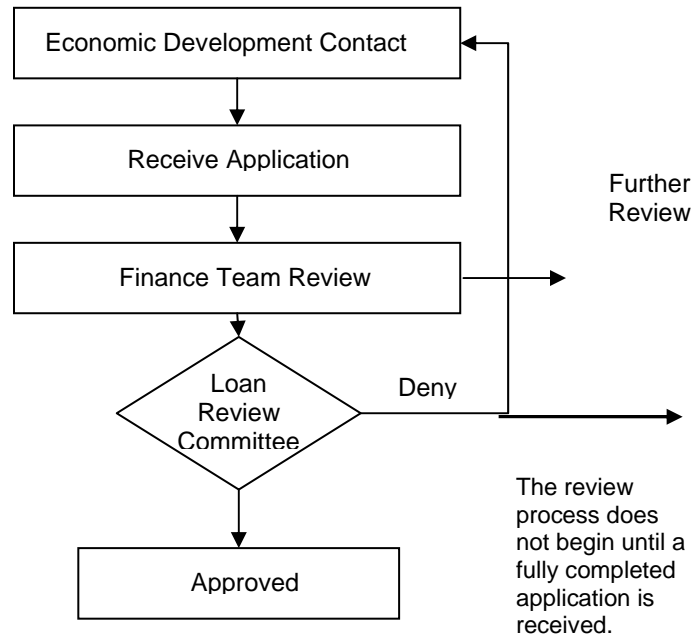 Economic Development Contact
Receive Application
Further
Review
Finance Team Review
Loan
Review
Committee
Deny
The review
process does
not begin until a
fully completed
application is
received.
Approved